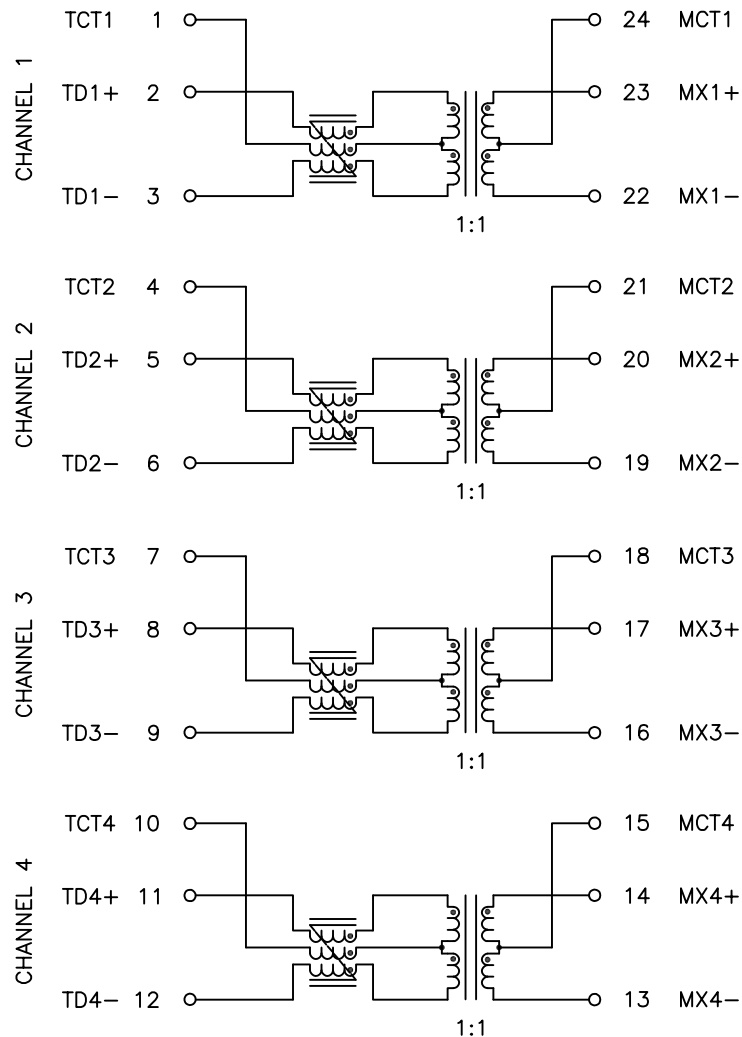 CHANNEL 1
TCT1 1 24 MCT1
TD1+ 2 23 MX1+
TD1− 3 22 MX1−
1:1
CHANNEL 2
TCT2 4 21 MCT2
TD2+ 5 20 MX2+
TD2− 6 19 MX2−
1:1
CHANNEL 3
TCT3 7 18 MCT3
TD3+ 8 17 MX3+
TD3− 9 16 MX3−
1:1
CHANNEL 4
TCT4 10 15 MCT4
TD4+ 11 14 MX4+
TD4− 12 13 MX4−
1:1